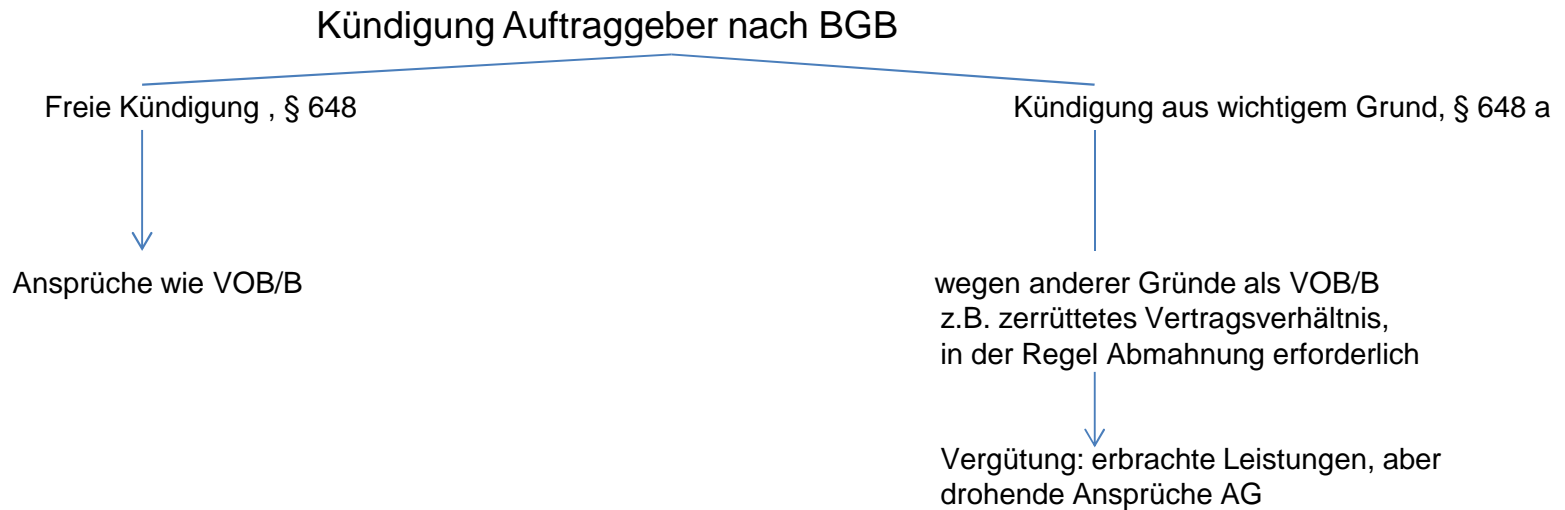 Kündigung Auftraggeber nach BGB
Freie Kündigung , § 648
Kündigung aus wichtigem Grund, § 648 a
Ansprüche wie VOB/B
wegen anderer Gründe als VOB/B
z.B. zerrüttetes Vertragsverhältnis,
in der Regel Abmahnung erforderlich
Vergütung: erbrachte Leistungen, aber
drohende Ansprüche AG